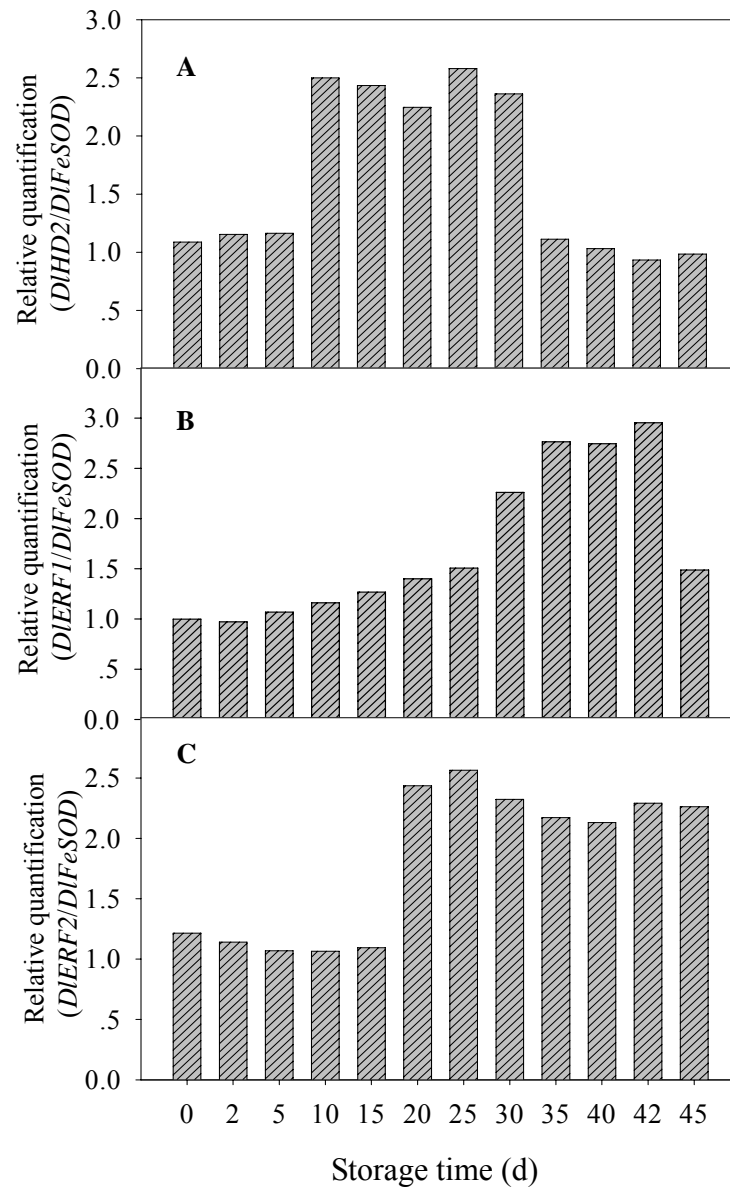 A
Relative quantification
(DlHD2/DlFeSOD)
3.0
2.5
2.0
1.5
1.0
.5
0.0
B
Relative quantification
(DlERF1/DlFeSOD)
3.0
2.5
2.0
1.5
1.0
.5
0.0
C
Relative quantification
(DlERF2/DlFeSOD)
2.5
2.0
1.5
1.0
.5
0.0
0 2 5 10 15 20 25 30 35 40 42 45
Storage time (d)